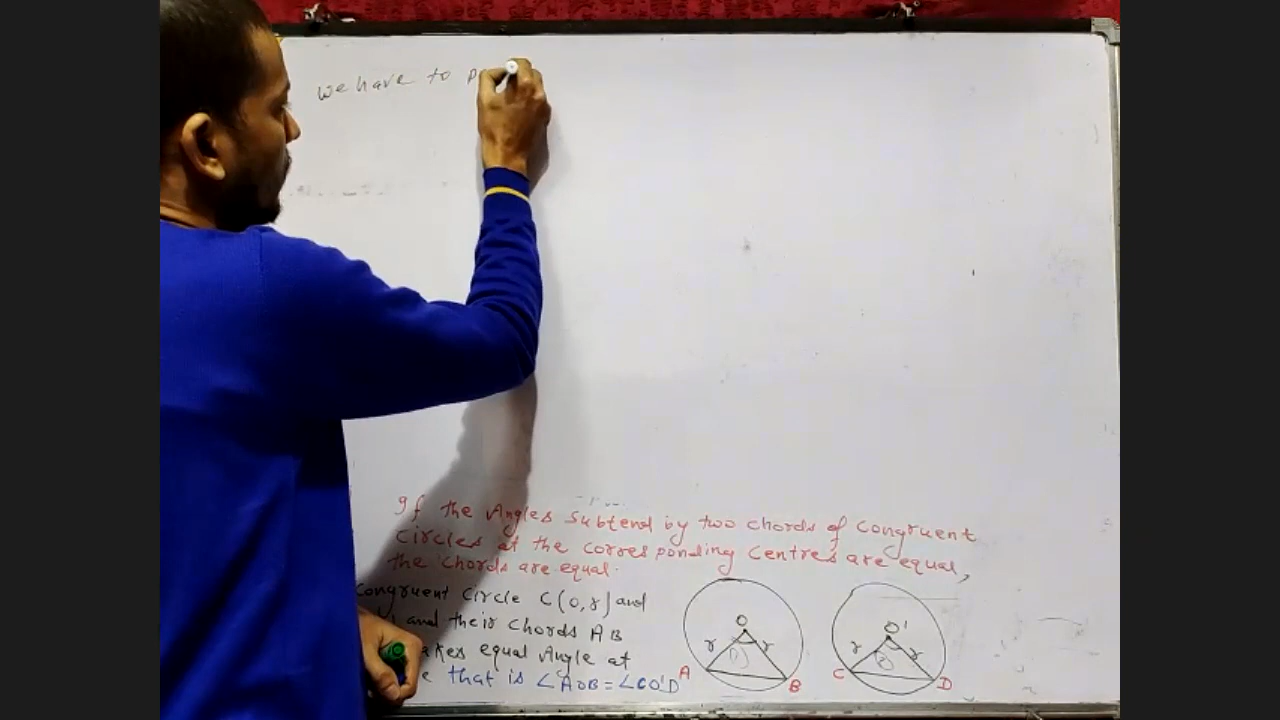 we have to
If the Angles Subtend by two chords of congruent
Circles at the corresponding Centres are equal,
the chords are equal.
congruent Circle C(O,r) and
and their chords AB
equal Angle at
that is ∠AOB=∠CO'D
O
r r
A B
O'
r r
C D